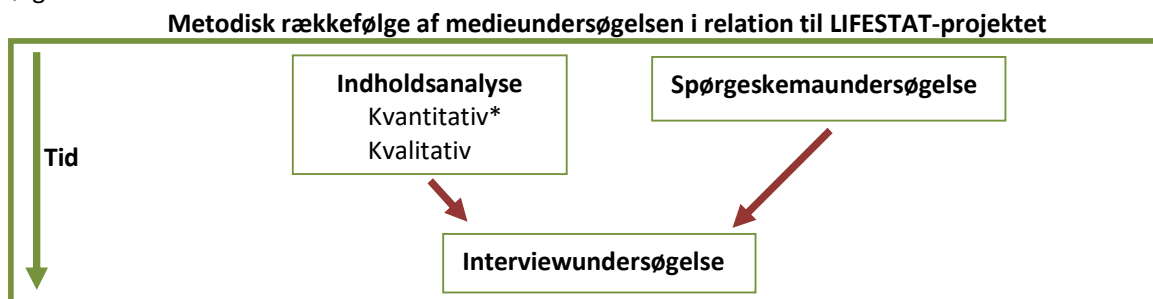 Metodisk rækkefølge af medieundersøgelsen i relation til LIFESTAT-projektet
Indholdsanalyse
Kvantitativ*
Kvalitativ
Spørgeskemaundersøgelse
Tid
Interviewundersøgelse